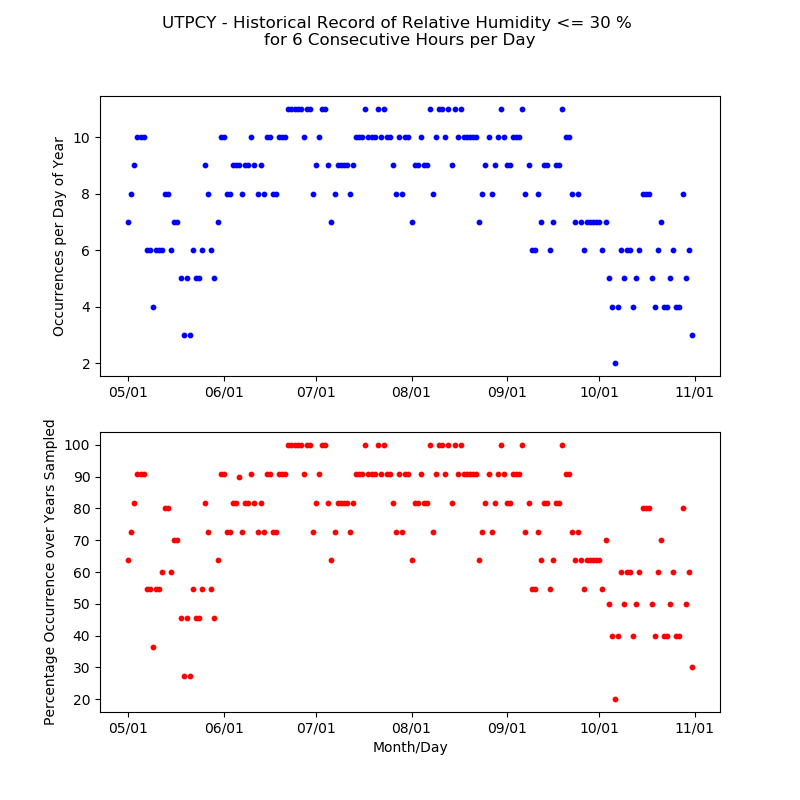 UTPCY - Historical Record of Relative Humidity <= 30 %
for 6 Consecutive Hours per Day
Occurrences per Day of Year
10
8
6
4
2
05/01 06/01 07/01 08/01 09/01 10/01 11/01
Percentage Occurrence over Years Sampled
100
90
80
70
60
50
40
30
20
05/01 06/01 07/01 08/01 09/01 10/01 11/01
Month/Day